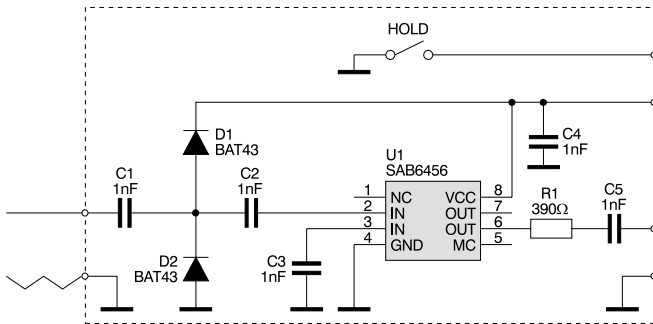 HOLD
D1
BAT43
C4
1nF
U1
SAB6456
C1
1nF
C2
1nF
1 NC VCC 8
2 IN OUT 7
3 IN OUT 6
4 GND MC 5
R1
390Ω
C5
1nF
D2
BAT43
C3
1nF